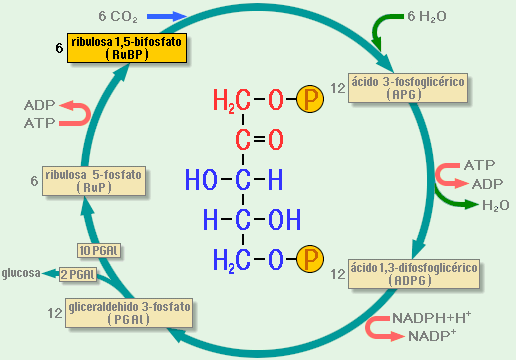 6 CO₂
6 H₂O
6 ribulosa 1,5-bifosfato
(RuBP)
12 ácido 3-fosfoglicérico
(APG)
ADP
ATP
H₂C–O–P
C=O
HO–C–H
H–C–OH
H₂C–O–P
ATP
ADP
H₂O
6 ribulosa 5-fosfato
(RuP)
10 PGAl
glucosa
2 PGAl
12 ácido 1,3-difosfoglicérico
(ADPG)
12 gliceraldehido 3-fosfato
(PGAl)
NADPH+H⁺
NADP⁺